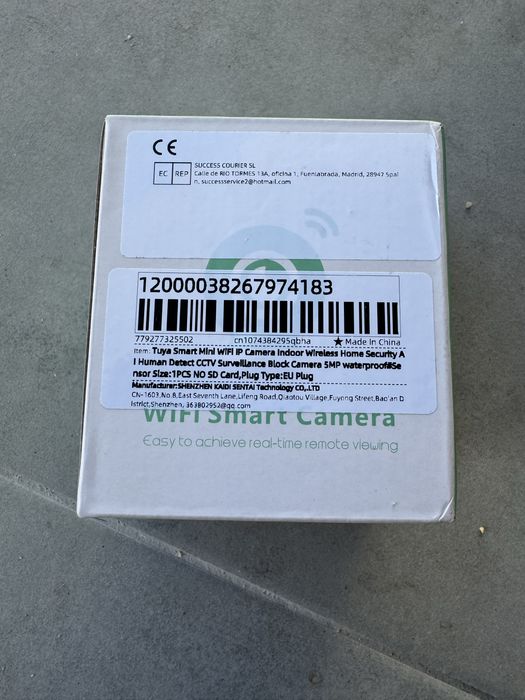 CE
SUCCESS COURIER SL
EC REP
Calle de RIO TORMES 13A, oficina 1, Fuenlabrada, Madrid, 28947 Spai
n, successservice2@hotmail.com
12000038267974183
779277325502 cn1074384295qbha ★ Made In China
Item: Tuya Smart Mini WiFi IP Camera Indoor Wireless Home Security A
I Human Detect CCTV Surveillance Block Camera 5MP waterproof#Se
nsor Size:1PCS NO SD Card,Plug Type:EU Plug
Manufacturer:SHENZHEN KAIDI SENTAI TECHNOLOGY CO.,LTD
CN-1603,No.8,East Seventh Lane,Lifeng Road,Qiaotou Village,Fuyong Street,Bao'an D
istrict,Shenzhen, 363802952@qq.com
WiFi Smart Camera
Easy to achieve real-time remote viewing